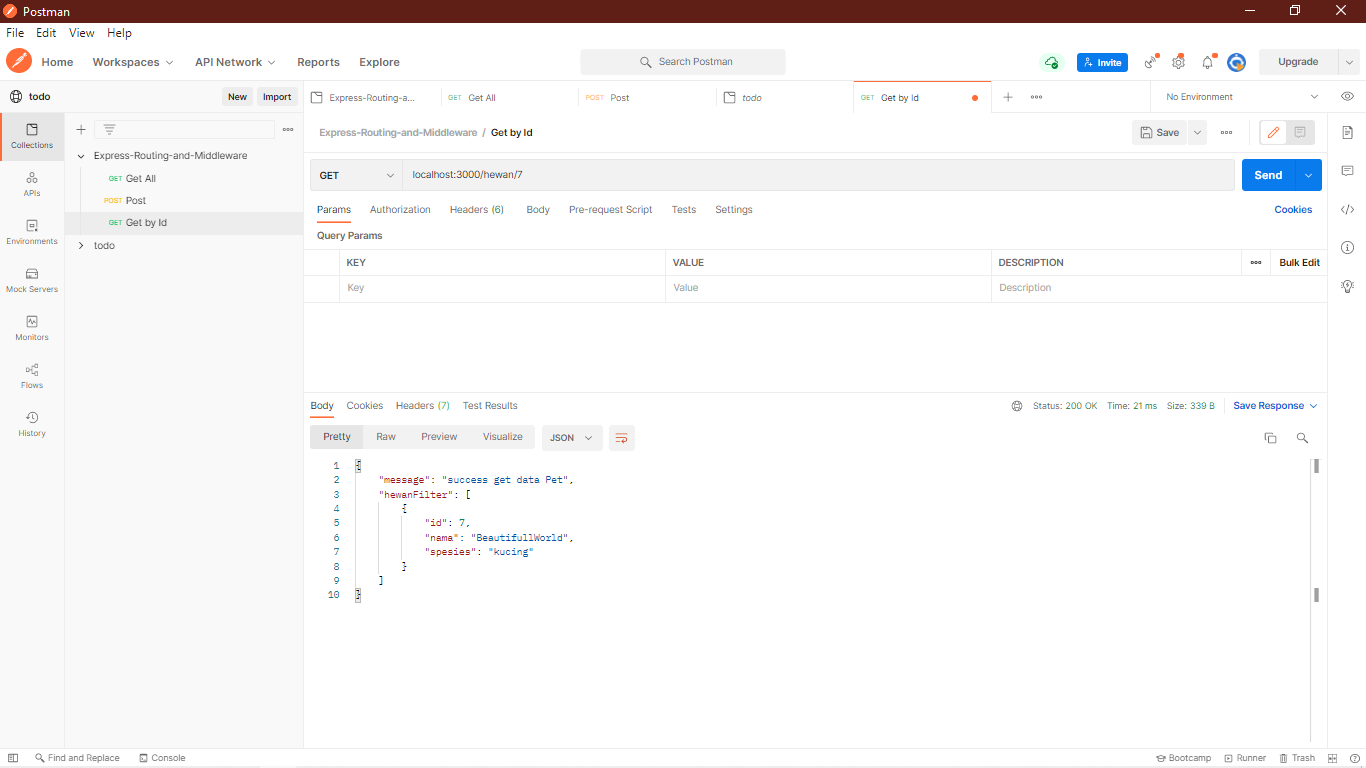 Postman
File Edit View Help
Home Workspaces API Network Reports Explore Search Postman Invite Upgrade
todo New Import Express-Routing-a... GET Get All POST Post todo GET Get by Id No Environment
Collections
APIs
Environments
Mock Servers
Monitors
Flows
History
Express-Routing-and-Middleware
GET Get All
POST Post
GET Get by Id
todo
Express-Routing-and-Middleware / Get by Id Save
GET localhost:3000/hewan/7 Send
Params Authorization Headers (6) Body Pre-request Script Tests Settings Cookies
Query Params
KEY VALUE DESCRIPTION Bulk Edit
Key Value Description
Body Cookies Headers (7) Test Results Status: 200 OK Time: 21 ms Size: 339 B Save Response
Pretty Raw Preview Visualize JSON
1 {
2 "message": "success get data Pet",
3 "hewanFilter": [
4 {
5 "id": 7,
6 "nama": "BeautifullWorld",
7 "spesies": "kucing"
8 }
9 ]
10 }
Find and Replace Console Bootcamp Runner Trash